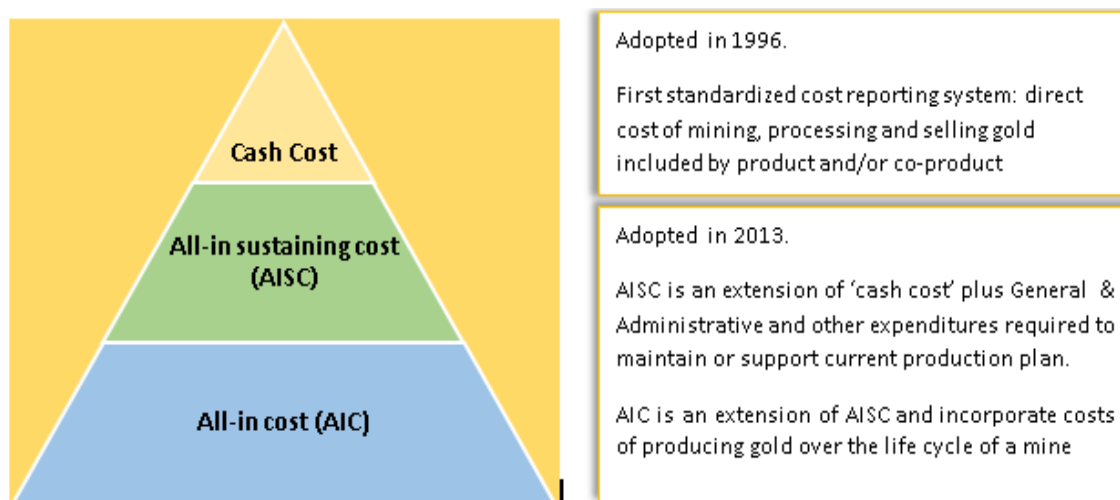 Cash Cost
All-in sustaining cost
(AISC)
All-in cost (AIC)
Adopted in 1996.
First standardized cost reporting system: direct
cost of mining, processing and selling gold
included by product and/or co-product
Adopted in 2013.
AISC is an extension of ‘cash cost’ plus General &
Administrative and other expenditures required to
maintain or support current production plan.
AIC is an extension of AISC and incorporate costs
of producing gold over the life cycle of a mine